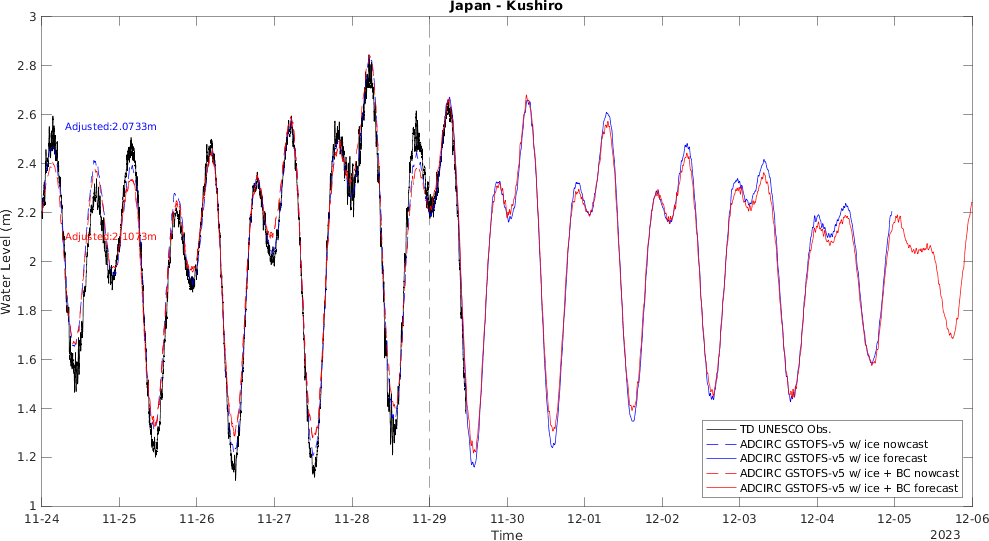 Japan - Kushiro
Water Level (m)
3
2.8
2.6
2.4
2.2
2
1.8
1.6
1.4
1.2
1
Adjusted:2.0733m
Adjusted:2.1073m
TD UNESCO Obs.
ADCIRC GSTOFS-v5 w/ ice nowcast
ADCIRC GSTOFS-v5 w/ ice forecast
ADCIRC GSTOFS-v5 w/ ice + BC nowcast
ADCIRC GSTOFS-v5 w/ ice + BC forecast
11-24 11-25 11-26 11-27 11-28 11-29 11-30 12-01 12-02 12-03 12-04 12-05 12-06
Time
2023